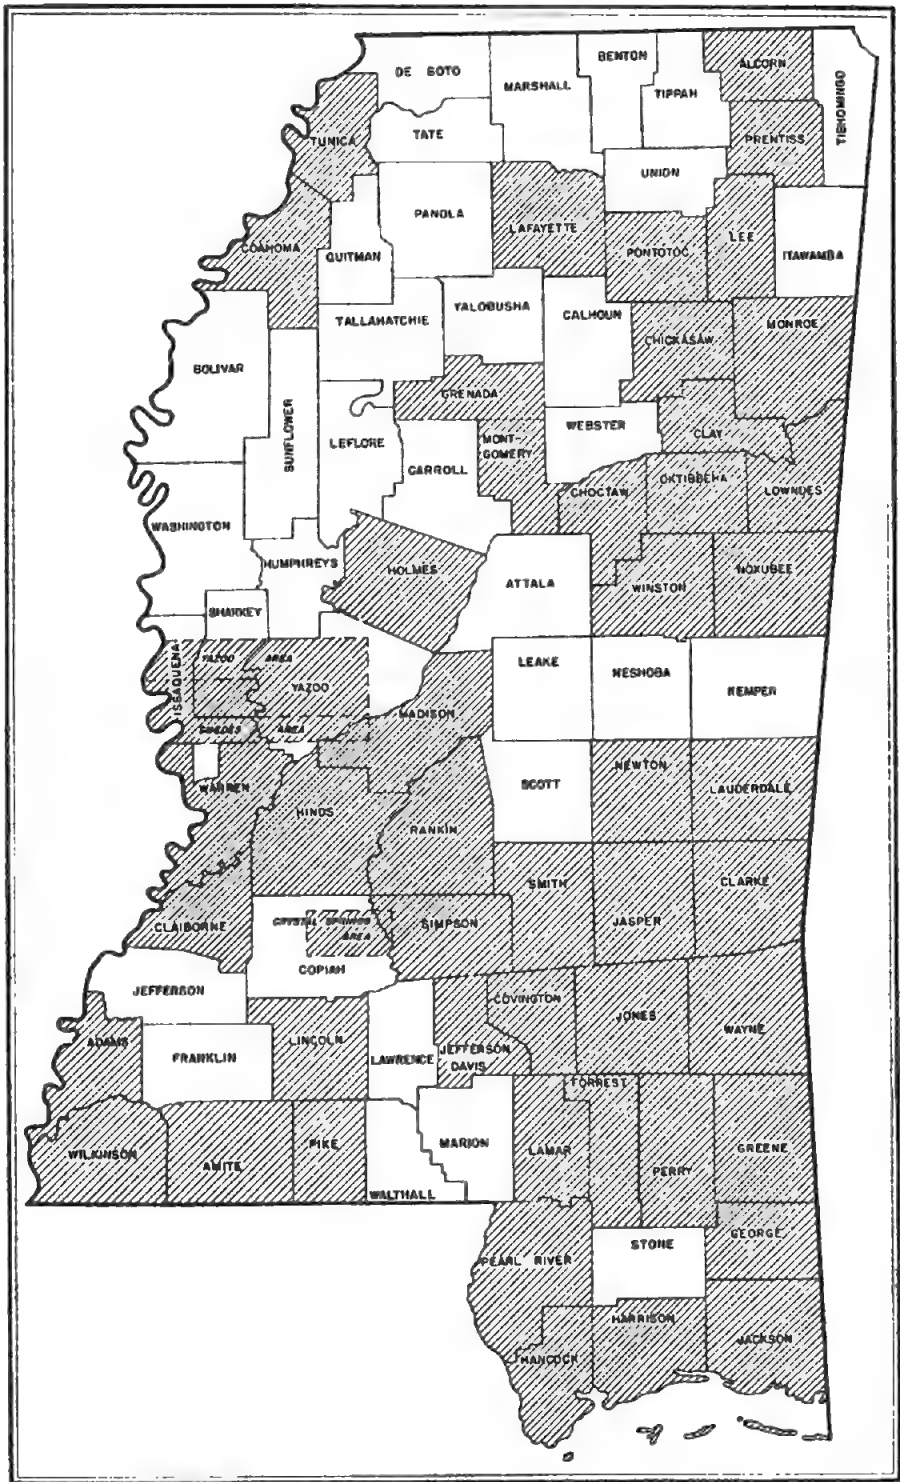 DE SOTO
BENTON
ALCORN
MARSHALL
TIPPAH
TISHOMINGO
TUNICA
TATE
PRENTISS
UNION
PANOLA
LAFAYETTE
COAHOMA
QUITMAN
PONTOTOC
LEE
ITAWAMBA
TALLAHATCHIE
YALOBUSHA
CALHOUN
CHICKASAW
MONROE
BOLIVAR
GRENADA
SUNFLOWER
LEFLORE
CARROLL
MONT-
GOMERY
WEBSTER
CLAY
CHOCTAW
OKTIBBEHA
LOWNDES
WASHINGTON
HUMPHREYS
HOLMES
ATTALA
WINSTON
NOXUBEE
SHARKEY
ISSAQUENA
YAZOO AREA
YAZOO
LEAKE
NESHOBA
KEMPER
MADISON
SMEDES AREA
WARREN
HINDS
RANKIN
SCOTT
NEWTON
LAUDERDALE
SMITH
JASPER
CLARKE
CLAIBORNE
CRYSTAL SPRINGS
AREA
COPIAH
SIMPSON
JEFFERSON
ADAMS
FRANKLIN
LINCOLN
LAWRENCE
JEFFERSON
DAVIS
COVINGTON
JONES
WAYNE
FORREST
WILKINSON
AMITE
PIKE
WALTHALL
MARION
LAMAR
PERRY
GREENE
PEARL RIVER
STONE
GEORGE
HANCOCK
HARRISON
JACKSON